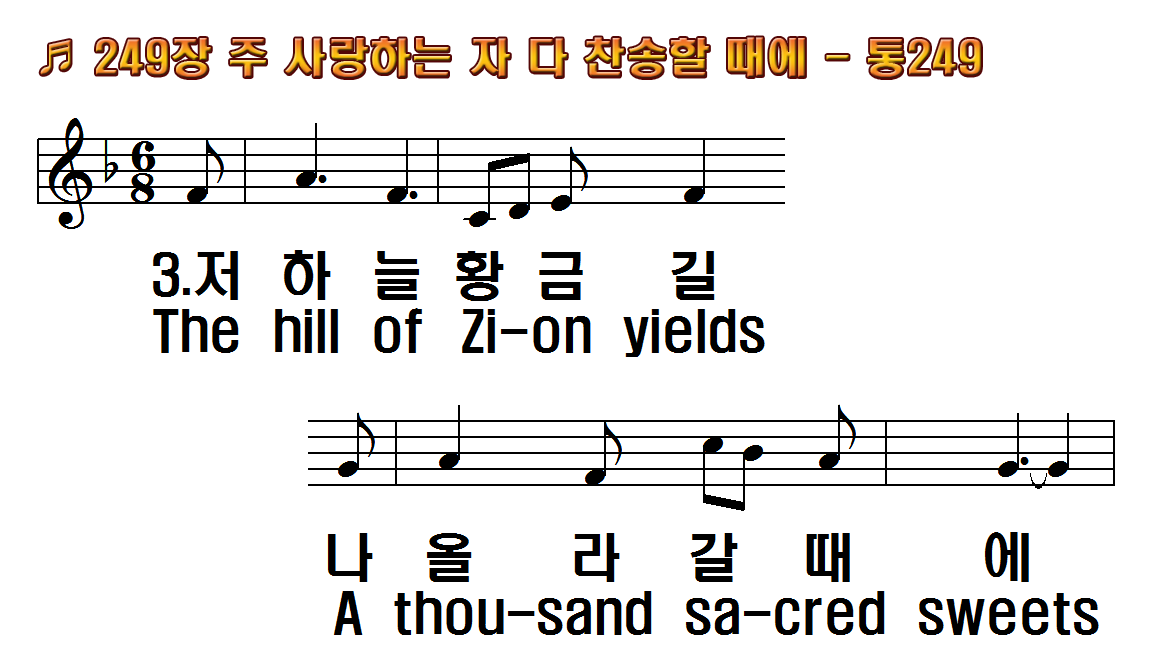 ♬ 249장 주 사랑하는 자 다 찬송할 때에 - 통249
6
8
3.저 하 늘 황 금 길
The hill of Zi-on yields
나 올 라 갈 때 에
A thou-sand sa-cred sweets